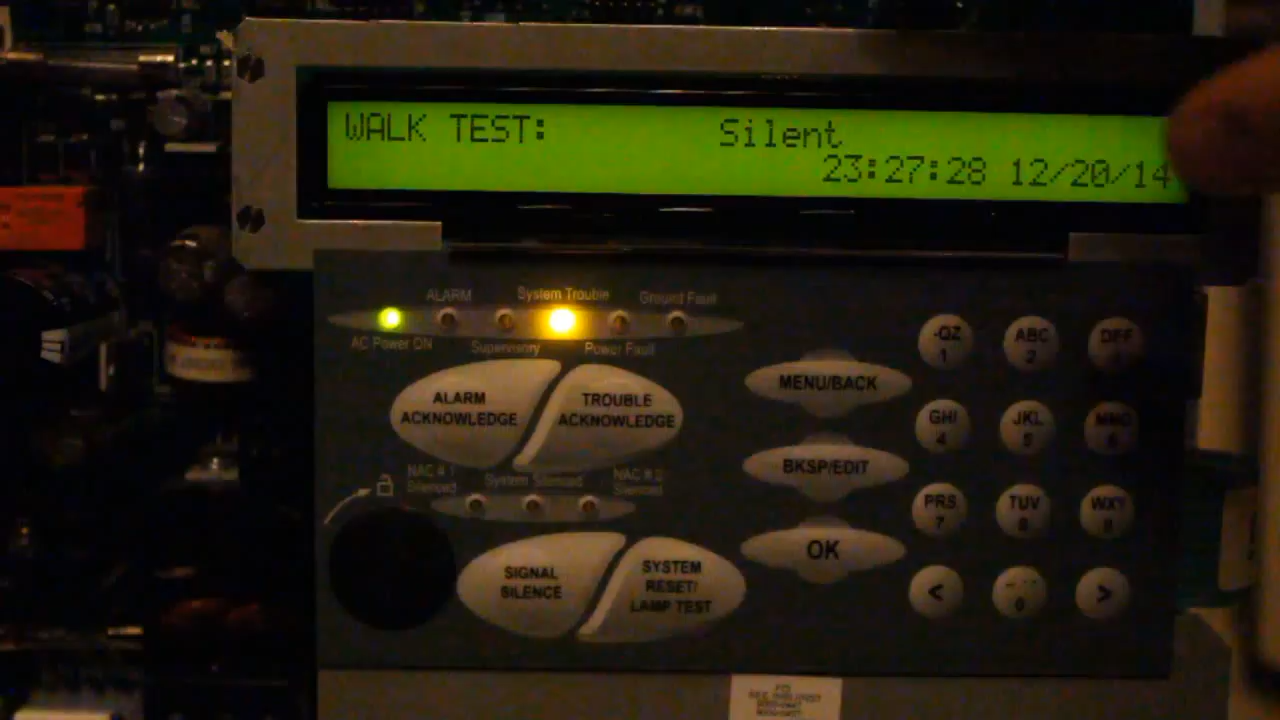 WALK TEST: Silent
23:27:28 12/20/14
ALARM
System Trouble
Ground Fault
AC Power ON
Supervisory
Power Fault
ALARM
ACKNOWLEDGE
TROUBLE
ACKNOWLEDGE
NAC # 1
Silenced
System Silenced
NAC # 2
Silenced
SIGNAL
SILENCE
SYSTEM
RESET/
LAMP TEST
MENU/BACK
BKSP/EDIT
OK
-QZ
1
ABC
2
DEF
GHI
4
JKL
5
MNO
6
PRS
7
TUV
8
WXY
9
<
0
>